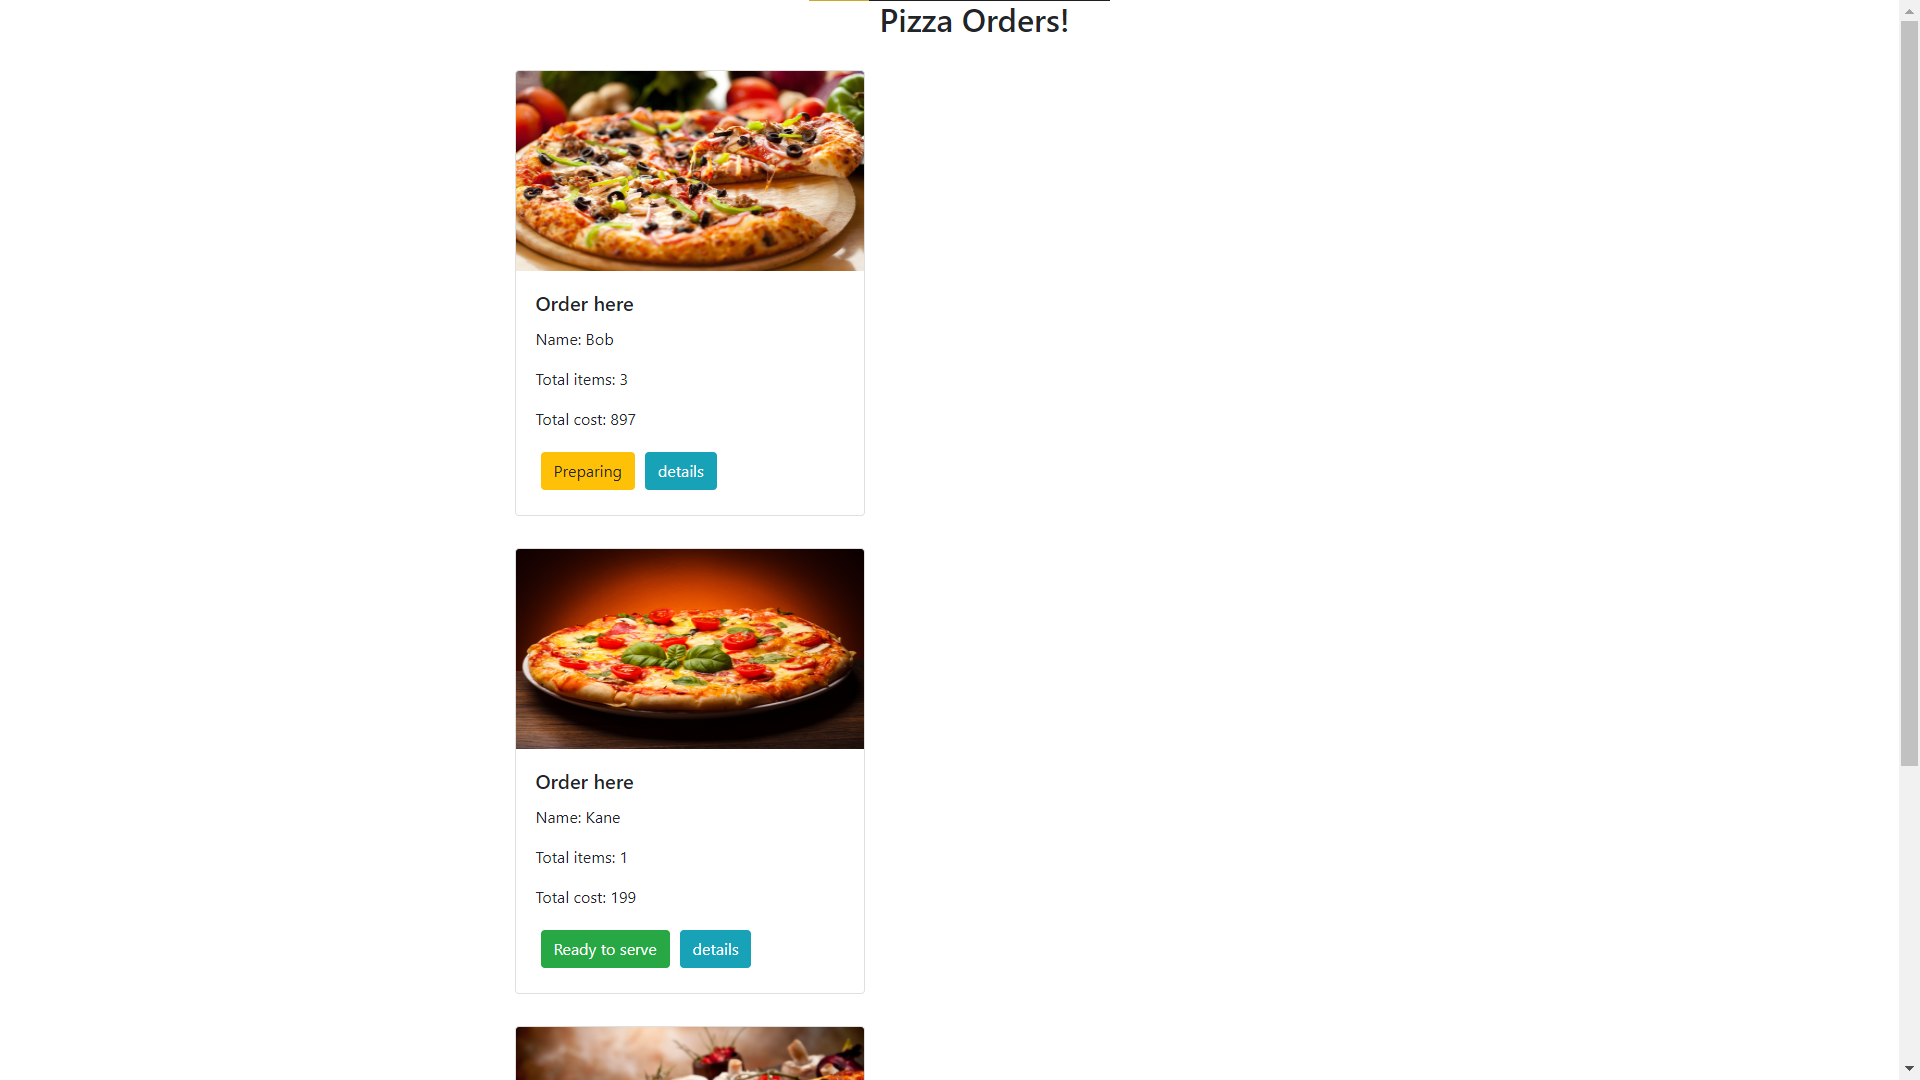 Pizza Orders!
Order here
Name: Bob
Total items: 3
Total cost: 897
Preparing details
Order here
Name: Kane
Total items: 1
Total cost: 199
Ready to serve details